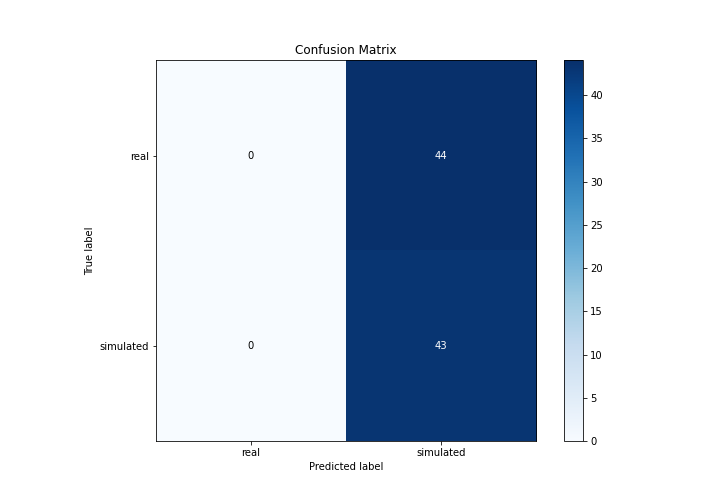 Confusion Matrix
True label
real
simulated
0
44
0
43
real
simulated
Predicted label
40
35
30
25
20
15
10
5
0